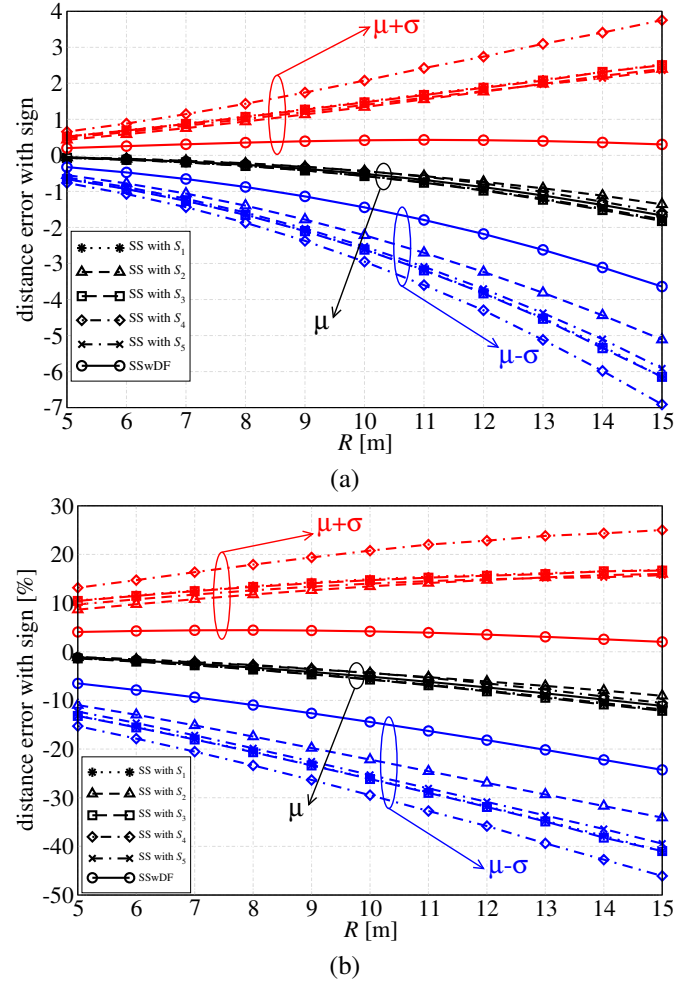 4
3
2
1
0
-1
-2
-3
-4
-5
-6
-7
distance error with sign
μ+σ
μ
μ-σ
SS with S1
SS with S2
SS with S3
SS with S4
SS with S5
SSwDF
5 6 7 8 9 10 11 12 13 14 15
R [m]
(a)
30
20
10
0
-10
-20
-30
-40
-50
distance error with sign [%]
μ+σ
μ
μ-σ
SS with S1
SS with S2
SS with S3
SS with S4
SS with S5
SSwDF
5 6 7 8 9 10 11 12 13 14 15
R [m]
(b)